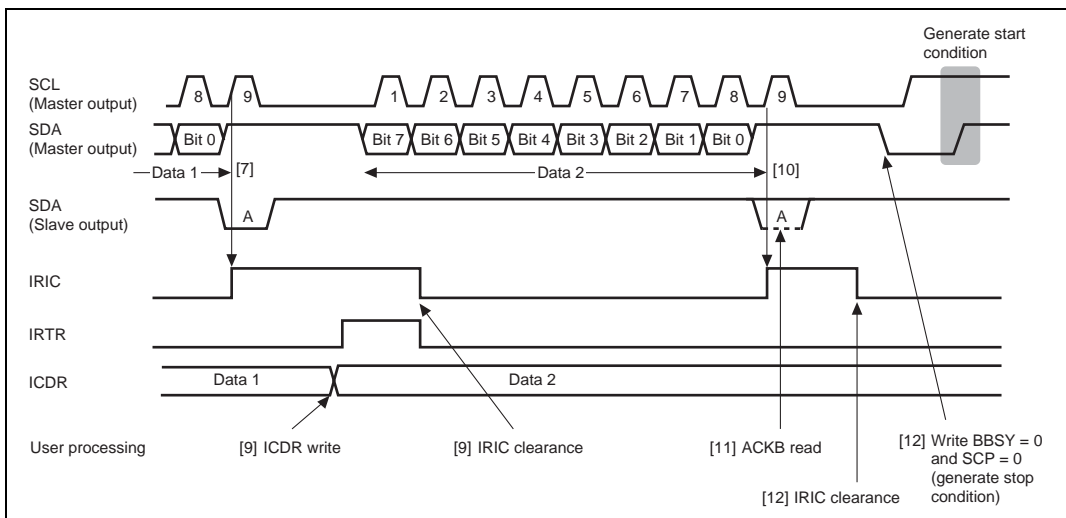 Generate start
condition
SCL
(Master output)
8 9 1 2 3 4 5 6 7 8 9
SDA
(Master output)
Bit 0 Bit 7 Bit 6 Bit 5 Bit 4 Bit 3 Bit 2 Bit 1 Bit 0
Data 1 [7] Data 2 [10]
SDA
(Slave output)
A A
IRIC
IRTR
ICDR
Data 1 Data 2
User processing
[9] ICDR write
[9] IRIC clearance
[11] ACKB read
[12] Write BBSY = 0
and SCP = 0
(generate stop
condition)
[12] IRIC clearance